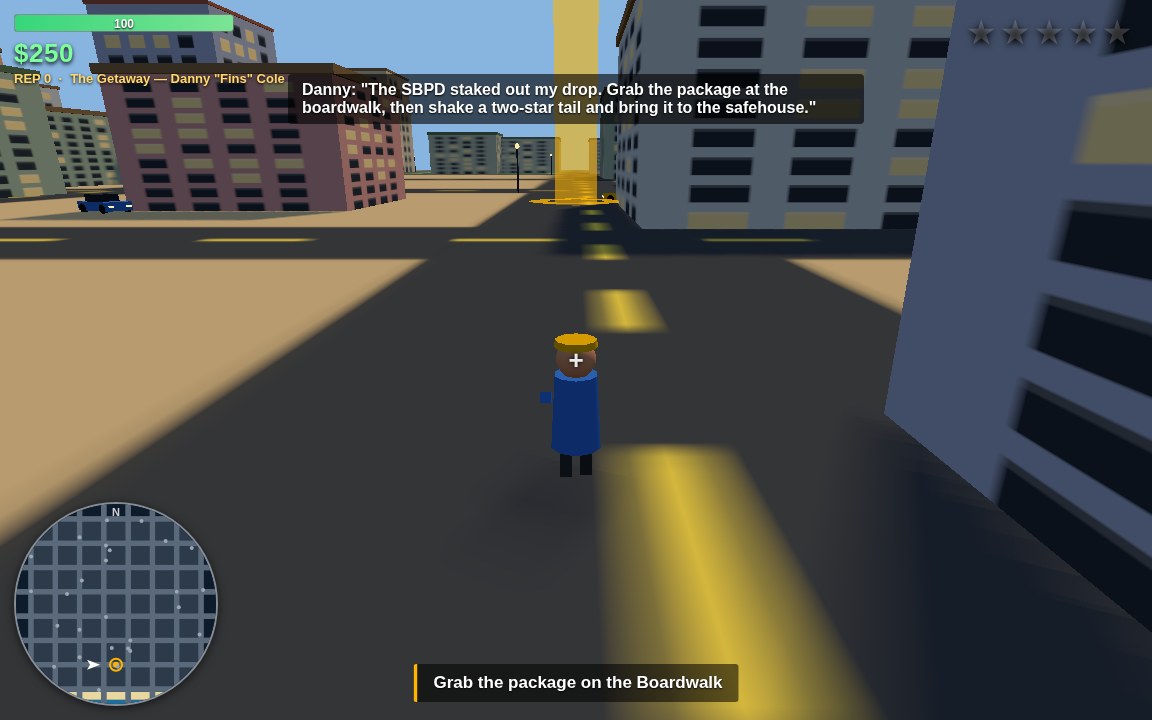 100
$250
REP 0 · The Getaway — Danny "Fins" Cole
Danny: "The SBPD staked out my drop. Grab the package at the
boardwalk, then shake a two-star tail and bring it to the safehouse."
N
Grab the package on the Boardwalk